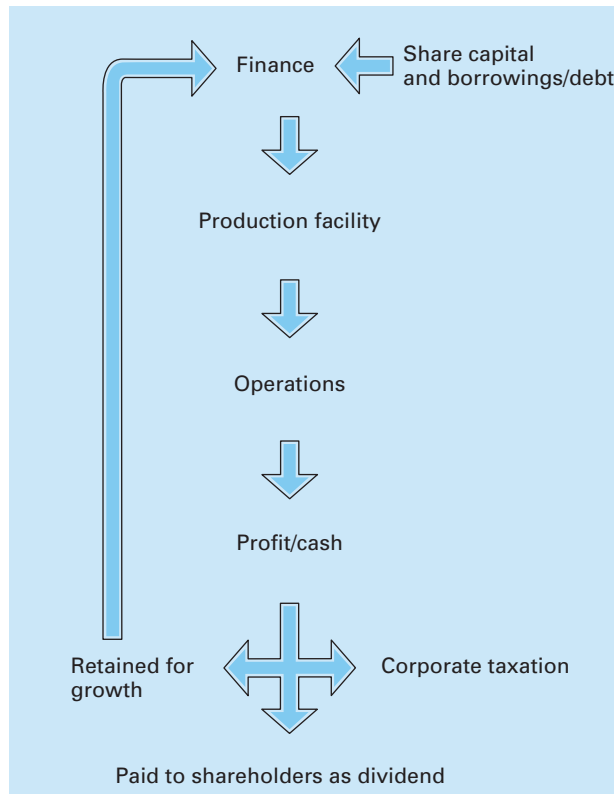 Finance
Share capital
and borrowings/debt
Production facility
Operations
Profit/cash
Retained for
growth
Corporate taxation
Paid to shareholders as dividend